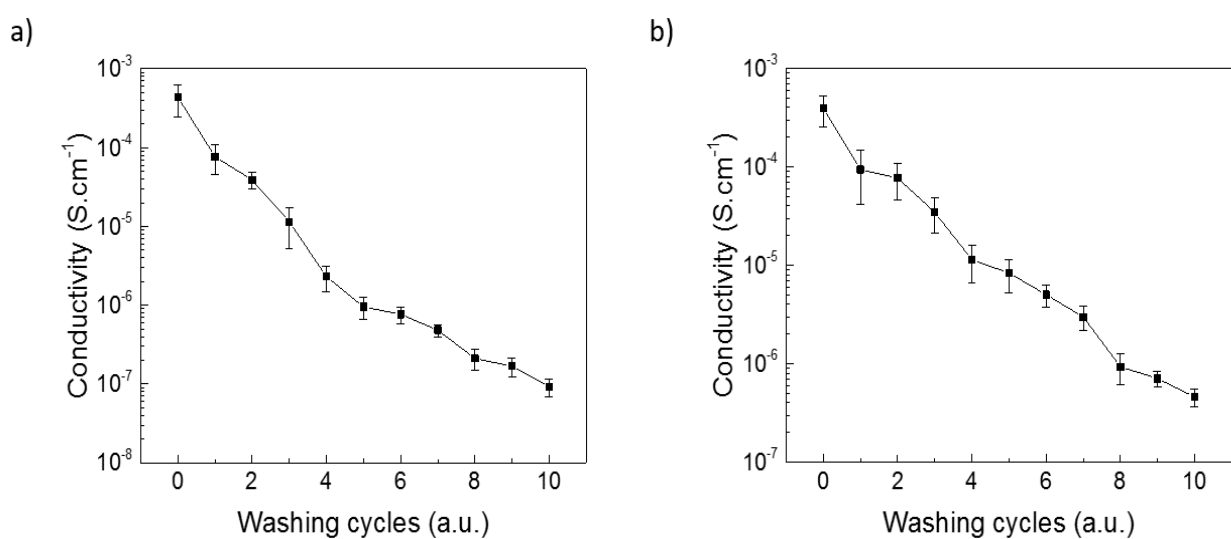 a)
10⁻³
10⁻⁴
10⁻⁵
10⁻⁶
10⁻⁷
10⁻⁸
Conductivity (S.cm⁻¹)
0 2 4 6 8 10
Washing cycles (a.u.)
b)
10⁻³
10⁻⁴
10⁻⁵
10⁻⁶
10⁻⁷
Conductivity (S.cm⁻¹)
0 2 4 6 8 10
Washing cycles (a.u.)